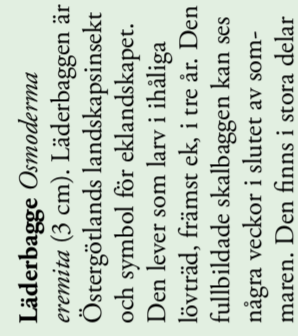 Läderbagge Osmoderma
eremita (3 cm). Läderbaggen är
Östergötlands landskapsinsekt
och symbol för eklandskapet.
Den lever som larv i ihåliga
lövträd, främst ek, i tre år. Den
fullbildade skalbaggen kan ses
några veckor i slutet av som-
maren. Den finns i stora delar